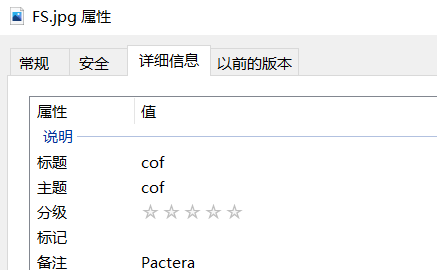 FS.jpg 属性
常规 安全 详细信息 以前的版本
属性 值
说明
标题 cof
主题 cof
分级 ☆☆☆☆☆
标记
备注 Pactera